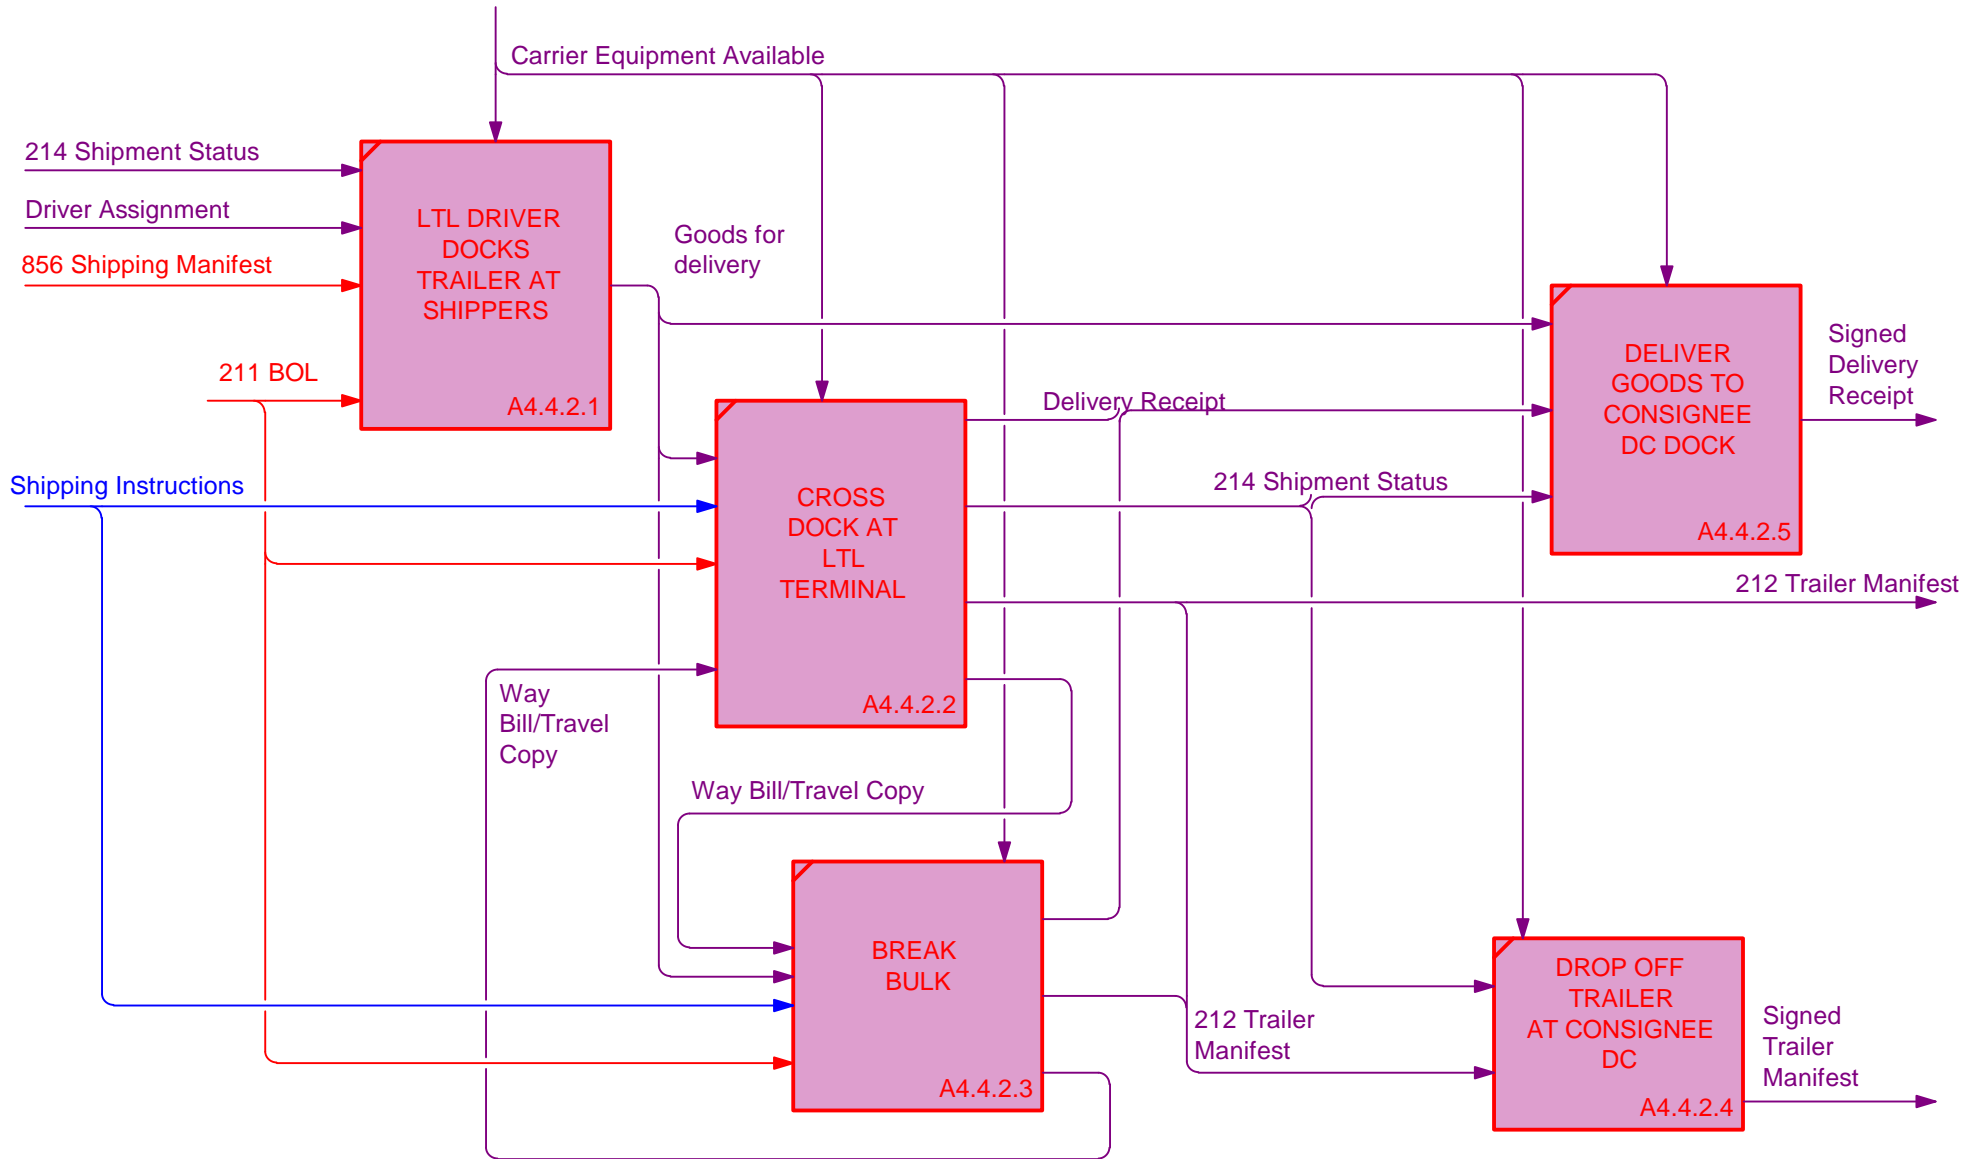 Carrier Equipment Available
214 Shipment Status
Driver Assignment
856 Shipping Manifest
211 BOL
Shipping Instructions
LTL DRIVER
DOCKS
TRAILER AT
SHIPPERS
A4.4.2.1
Goods for
delivery
CROSS
DOCK AT
LTL
TERMINAL
A4.4.2.2
Delivery Receipt
214 Shipment Status
DELIVER
GOODS TO
CONSIGNEE
DC DOCK
A4.4.2.5
Signed
Delivery
Receipt
212 Trailer Manifest
Way
Bill/Travel
Copy
Way Bill/Travel Copy
BREAK
BULK
A4.4.2.3
212 Trailer
Manifest
DROP OFF
TRAILER
AT CONSIGNEE
DC
A4.4.2.4
Signed
Trailer
Manifest